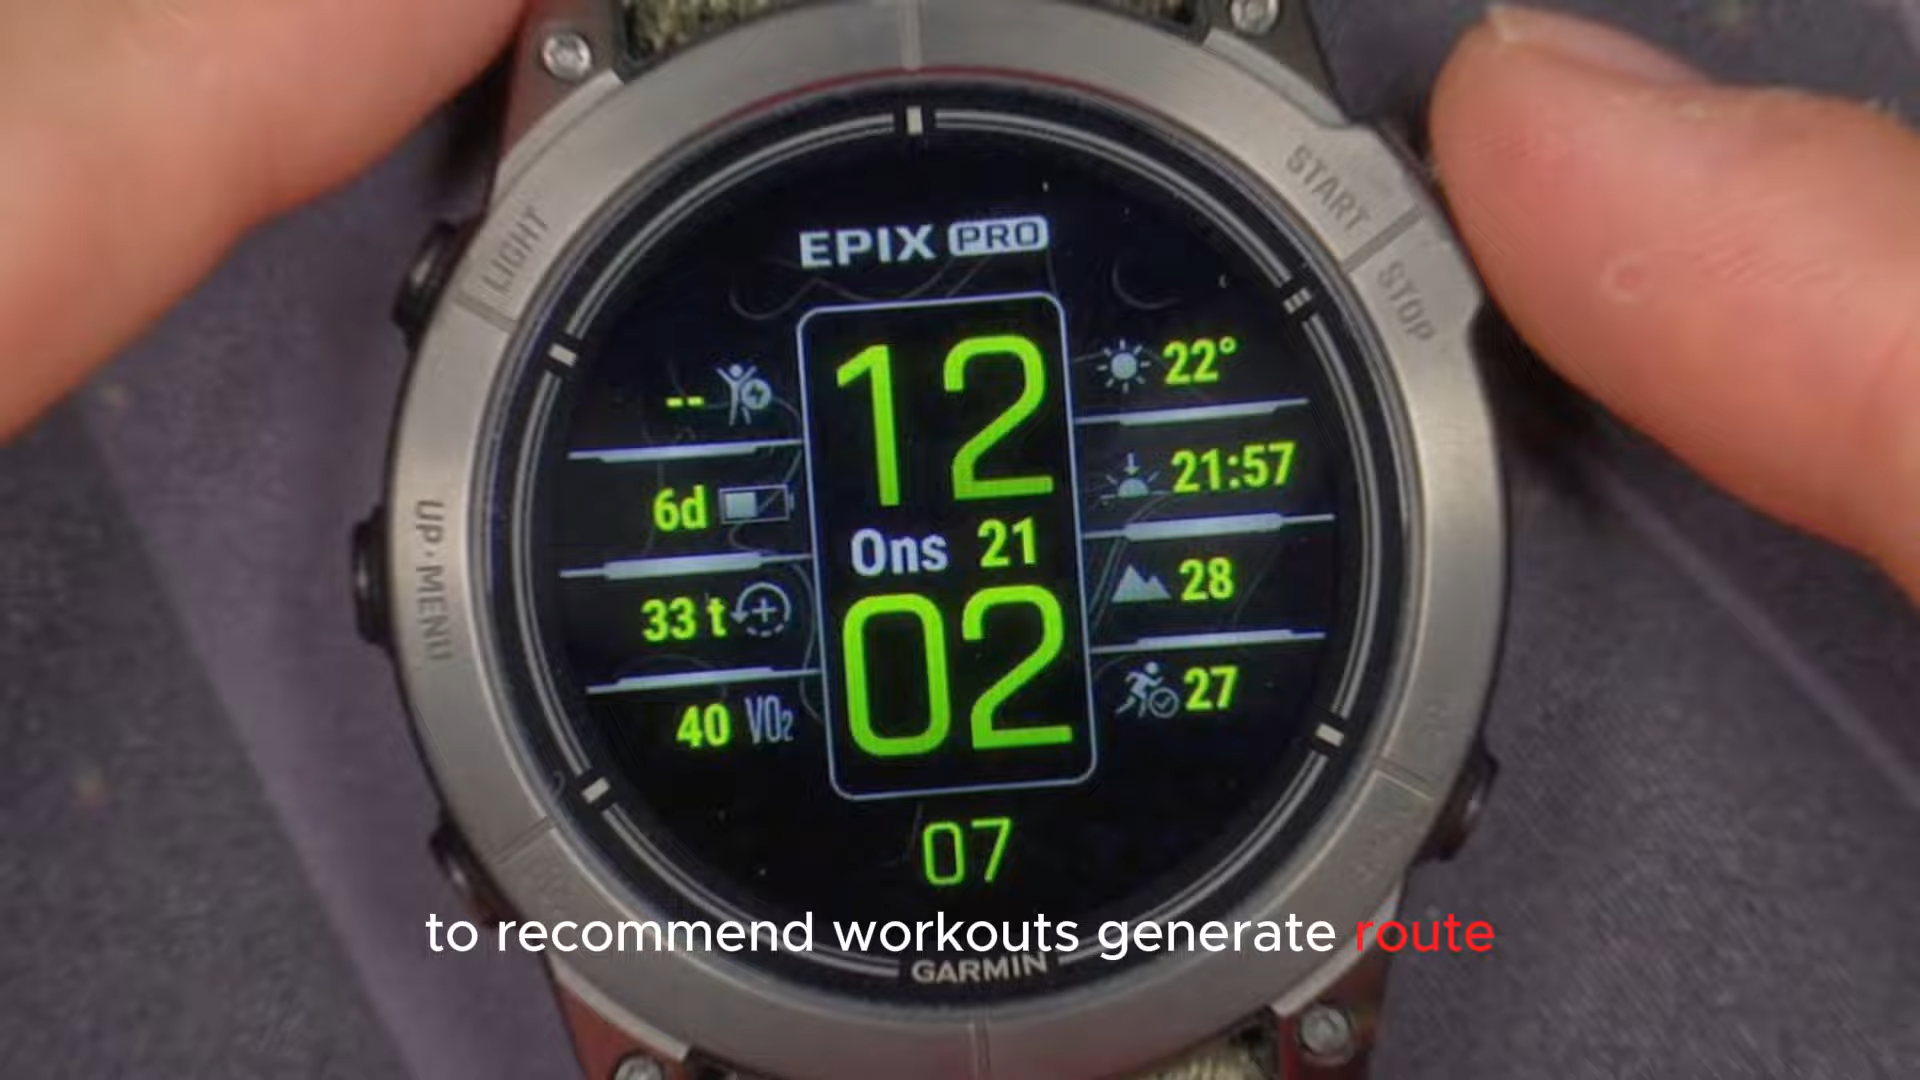 LIGHT
START
STOP
UP·MENU
EPIX PRO
12
Ons 21
02
07
--
6d
33 t
40 VO₂
22°
21:57
28
27
GARMIN
to recommend workouts generate route